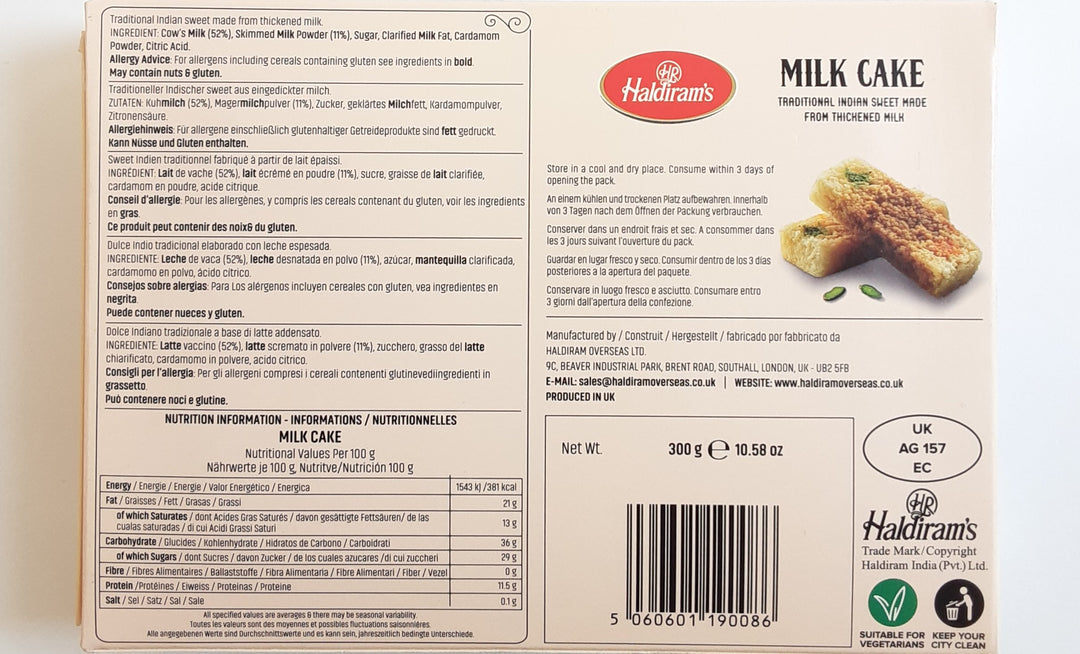 Traditional Indian sweet made from thickened milk.
INGREDIENT: Cow's Milk (52%), Skimmed Milk Powder (11%), Sugar, Clarified Milk Fat, Cardamom
Powder, Citric Acid.
Allergy Advice: For allergens including cereals containing gluten see ingredients in bold.
May contain nuts & gluten.
Traditioneller Indischer sweet aus eingedickter milch.
ZUTATEN: Kuhmilch (52%), Magermilchpulver (11%), Zucker, geklärtes Milchfett, Kardamompulver,
Zitronensäure.
Allergiehinweis: Für allergene einschließlich glutenhaltiger Getreideprodukte sind fett gedruckt.
Kann Nüsse und Gluten enthalten.
Sweet Indien traditionnel fabriqué à partir de lait épaissi.
INGRÉDIENT: Lait de vache (52%), lait écrémé en poudre (11%), sucre, graisse de lait clarifiée,
cardamom en poudre, acide citrique.
Conseil d'allergie: Pour les allergènes, y compris les cereals contenant du gluten, voir les ingredients
en gras.
Ce produit peut contenir des noix& du gluten.
Dulce Indio tradicional elaborado con leche espesada.
INGREDIENTE: Leche de vaca (52%), leche desnatada en polvo (11%), azúcar, mantequilla clarificada,
cardamomo en polvo, ácido cítrico.
Consejos sobre alergias: Para Los alérgenos incluyen cereales con gluten, vea ingredientes en
negrita.
Puede contener nueces y gluten.
Dolce Indiano tradizionale a base di latte addensato.
INGREDIENTE: Latte vaccino (52%), latte scremato in polvere (11%), zucchero, grasso del latte
chiarificato, cardamomo in polvere, acido citrico.
Consigli per l'allergia: Per gli allergeni compresi i cereali contenenti glutinevediingredienti in
grassetto.
Può contenere noci e glutine.
NUTRITION INFORMATION - INFORMATIONS / NUTRITIONNELLES
MILK CAKE
Nutritional Values Per 100 g
Nährwerte je 100 g, Nutritve/Nutrición 100 g
Energy / Energie / Energie / Valor Energético / Energica 1543 kJ /381 kcal
Fat / Graisses / Fett / Grasas / Grassi 21 g
of which Saturates / dont Acides Gras Saturés / davon gesättigte Fettsäuren/ de las
cualas saturadas / di cui Acidi Grassi Saturi 13 g
Carbohydrate / Glucides / Kohlenhydrate / Hidratos de Carbono / Carboidrati 36 g
of which Sugars / dont Sucres / davon Zucker / de los cuales azucares /di cui zuccheri 29 g
Fibre / Fibres Alimentaires / Ballaststoffe / Fibra Alimentaria / Fibre Alimentari / Fiber / Vezel 0 g
Protein /Protéines / Eiweiss / Proteinas / Proteine 11.5 g
Salt / Sel / Satz / Sal / Sale 0.1 g
All specified values are averages & there may be seasonal variability.
Toutes les valeurs sont des moyennes et possibles fluctuations saisonnières.
Alle angegebenen Werte sind Durchschnittswerte und es kann sein, jahreszeitlich bedingte Unterschiede.
HR
Haldiram's
MILK CAKE
TRADITIONAL INDIAN SWEET MADE
FROM THICKENED MILK
Store in a cool and dry place. Consume within 3 days of
opening the pack.
An einem kühlen und trockenen Platz aufbewahren. Innerhalb
von 3 Tagen nach dem Öffnen der Packung verbrauchen.
Conserver dans un endroit frais et sec. A consommer dans
les 3 jours suivant l'ouverture du pack.
Guardar en lugar fresco y seco. Consumir dentro de los 3 días
posteriores a la apertura del paquete.
Conservare in luogo fresco e asciutto. Consumare entro
3 giorni dall'apertura della confezione.
Manufactured by / Construit / Hergestellt / fabricado por fabbricato da
HALDIRAM OVERSEAS LTD.
9C, BEAVER INDUSTRIAL PARK, BRENT ROAD, SOUTHALL, LONDON, UK - UB2 5FB
E-MAIL: sales@haldiramoverseas.co.uk | WEBSITE: www.haldiramoverseas.co.uk
PRODUCED IN UK
Net Wt. 300 g e 10.58 oz
5 060601 190086
UK
AG 157
EC
HR
Haldiram's
Trade Mark/Copyright
Haldiram India (Pvt.) Ltd.
SUITABLE FOR
VEGETARIANS
KEEP YOUR
CITY CLEAN